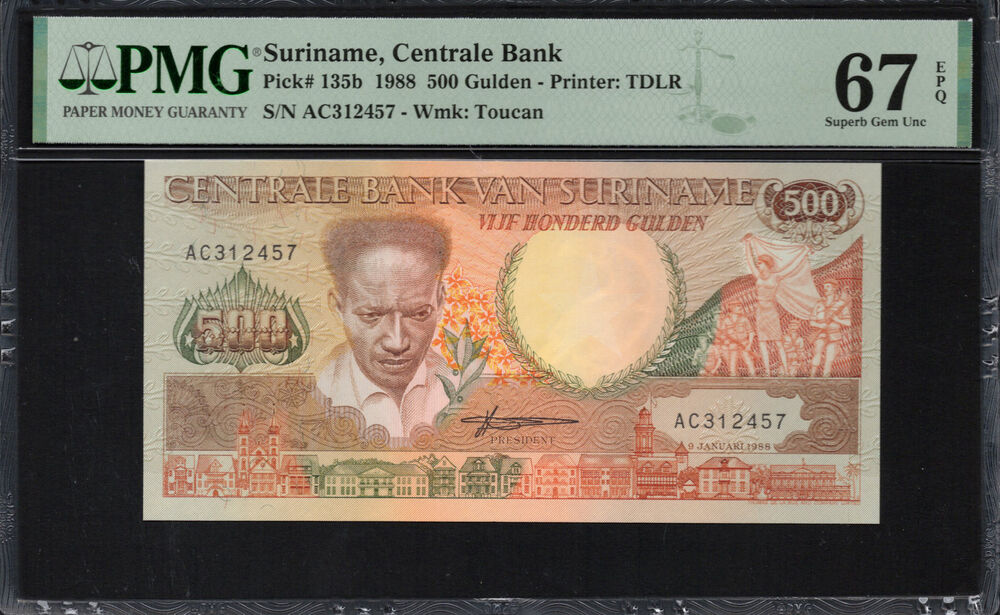 PMG®
PAPER MONEY GUARANTY
Suriname, Centrale Bank
Pick# 135b 1988 500 Gulden - Printer: TDLR
S/N AC312457 - Wmk: Toucan
67
EPQ
Superb Gem Unc
CENTRALE BANK VAN SURINAME
500
VIJF HONDERD GULDEN
AC312457
500
PRESIDENT
AC312457
9 JANUARI 1988